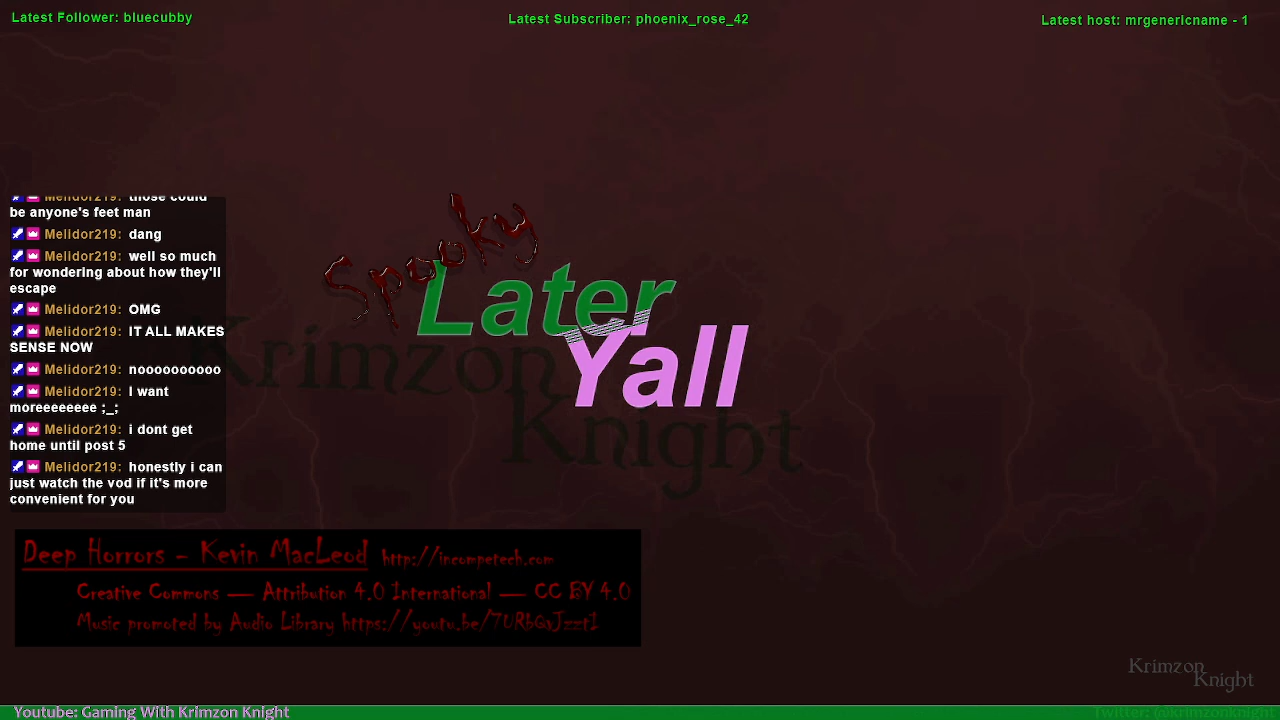 Latest Follower: bluecubby
Latest Subscriber: phoenix_rose_42
Latest host: mrgenericname - 1
Melidor219: those could
be anyone's feet man
Melidor219: dang
Melidor219: well so much
for wondering about how they'll
escape
Melidor219: OMG
Melidor219: IT ALL MAKES
SENSE NOW
Melidor219: noooooooooo
Melidor219: I want
moreeeeeeee ;_;
Melidor219: i dont get
home until post 5
Melidor219: honestly i can
just watch the vod if it's more
convenient for you
Spooky
Later
Yall
Krimzon
Knight
Deep Horrors - Kevin MacLeod http://incompetech.com
Creative Commons — Attribution 4.0 International — CC BY 4.0
Music promoted by Audio Library
Krimzon
Knight
Youtube: Gaming With Krimzon Knight
Twitter: @krimzonknight